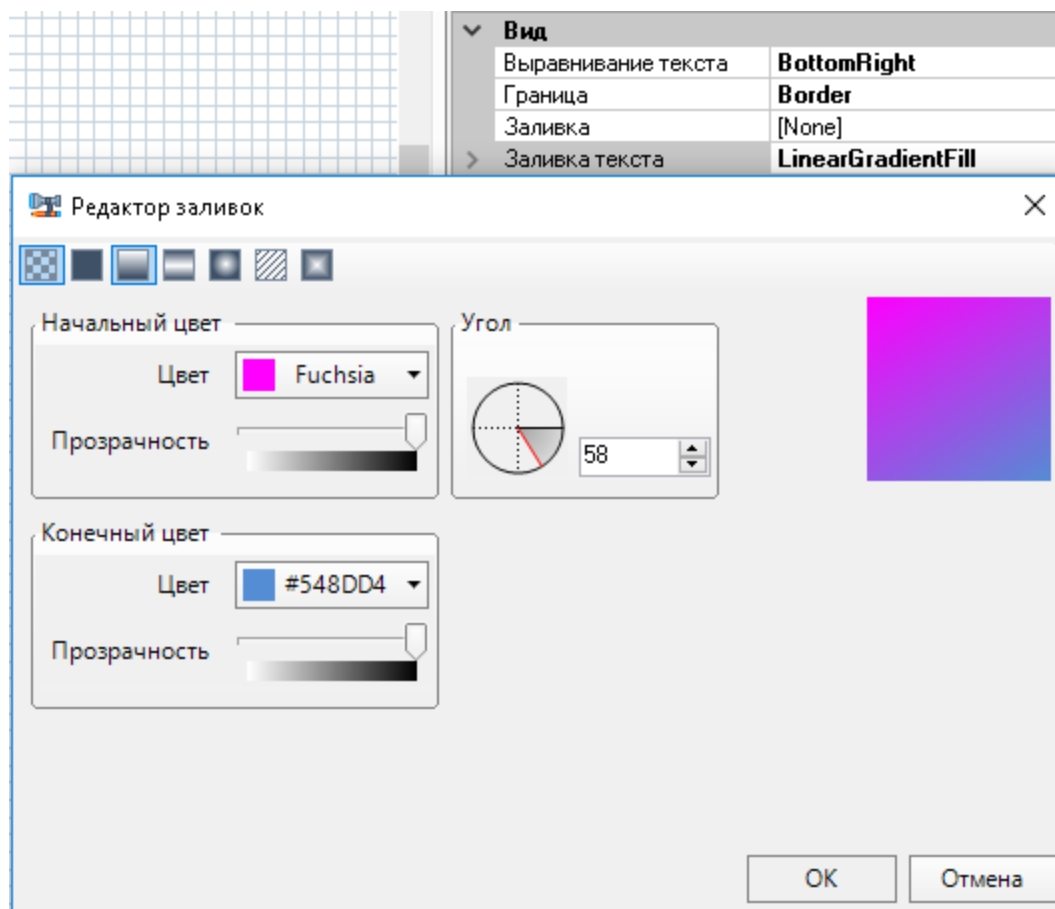 Вид
Выравнивание текста BottomRight
Граница Border
Заливка [None]
Заливка текста LinearGradientFill
Редактор заливок
Начальный цвет
Цвет Fuchsia
Прозрачность
Угол
58
Конечный цвет
Цвет #548DD4
Прозрачность
OK Отмена